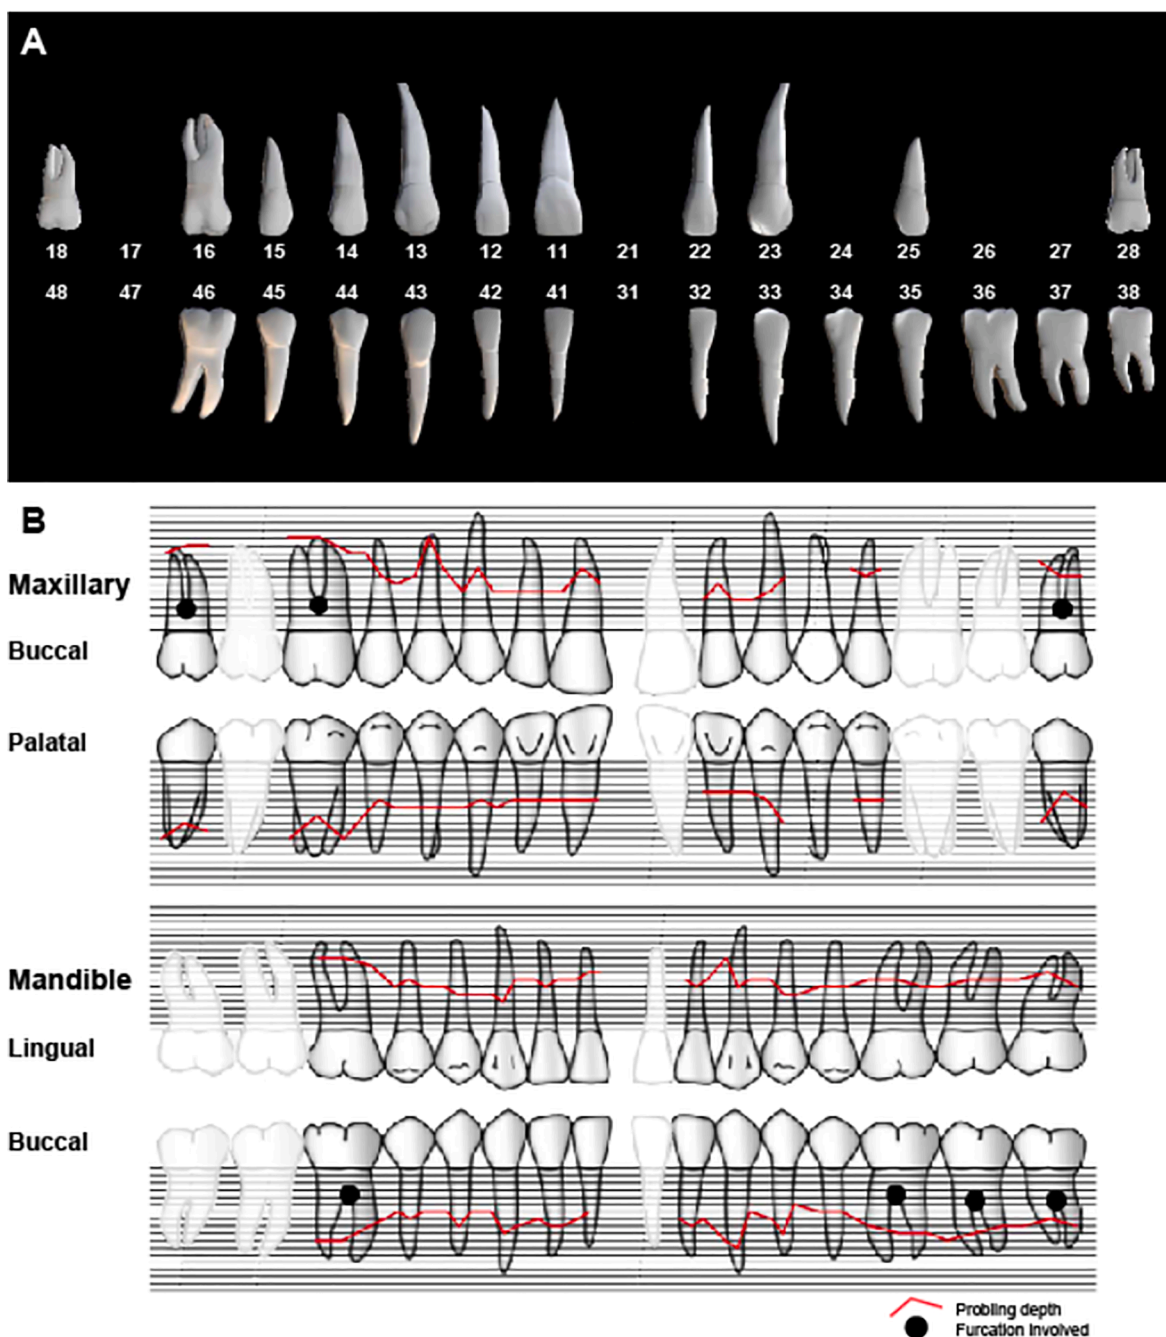 A
18 17 16 15 14 13 12 11 21 22 23 24 25 26 27 28
48 47 46 45 44 43 42 41 31 32 33 34 35 36 37 38
B
Maxillary
Buccal
Palatal
Mandible
Lingual
Buccal
Probling depth
Furcation Involved